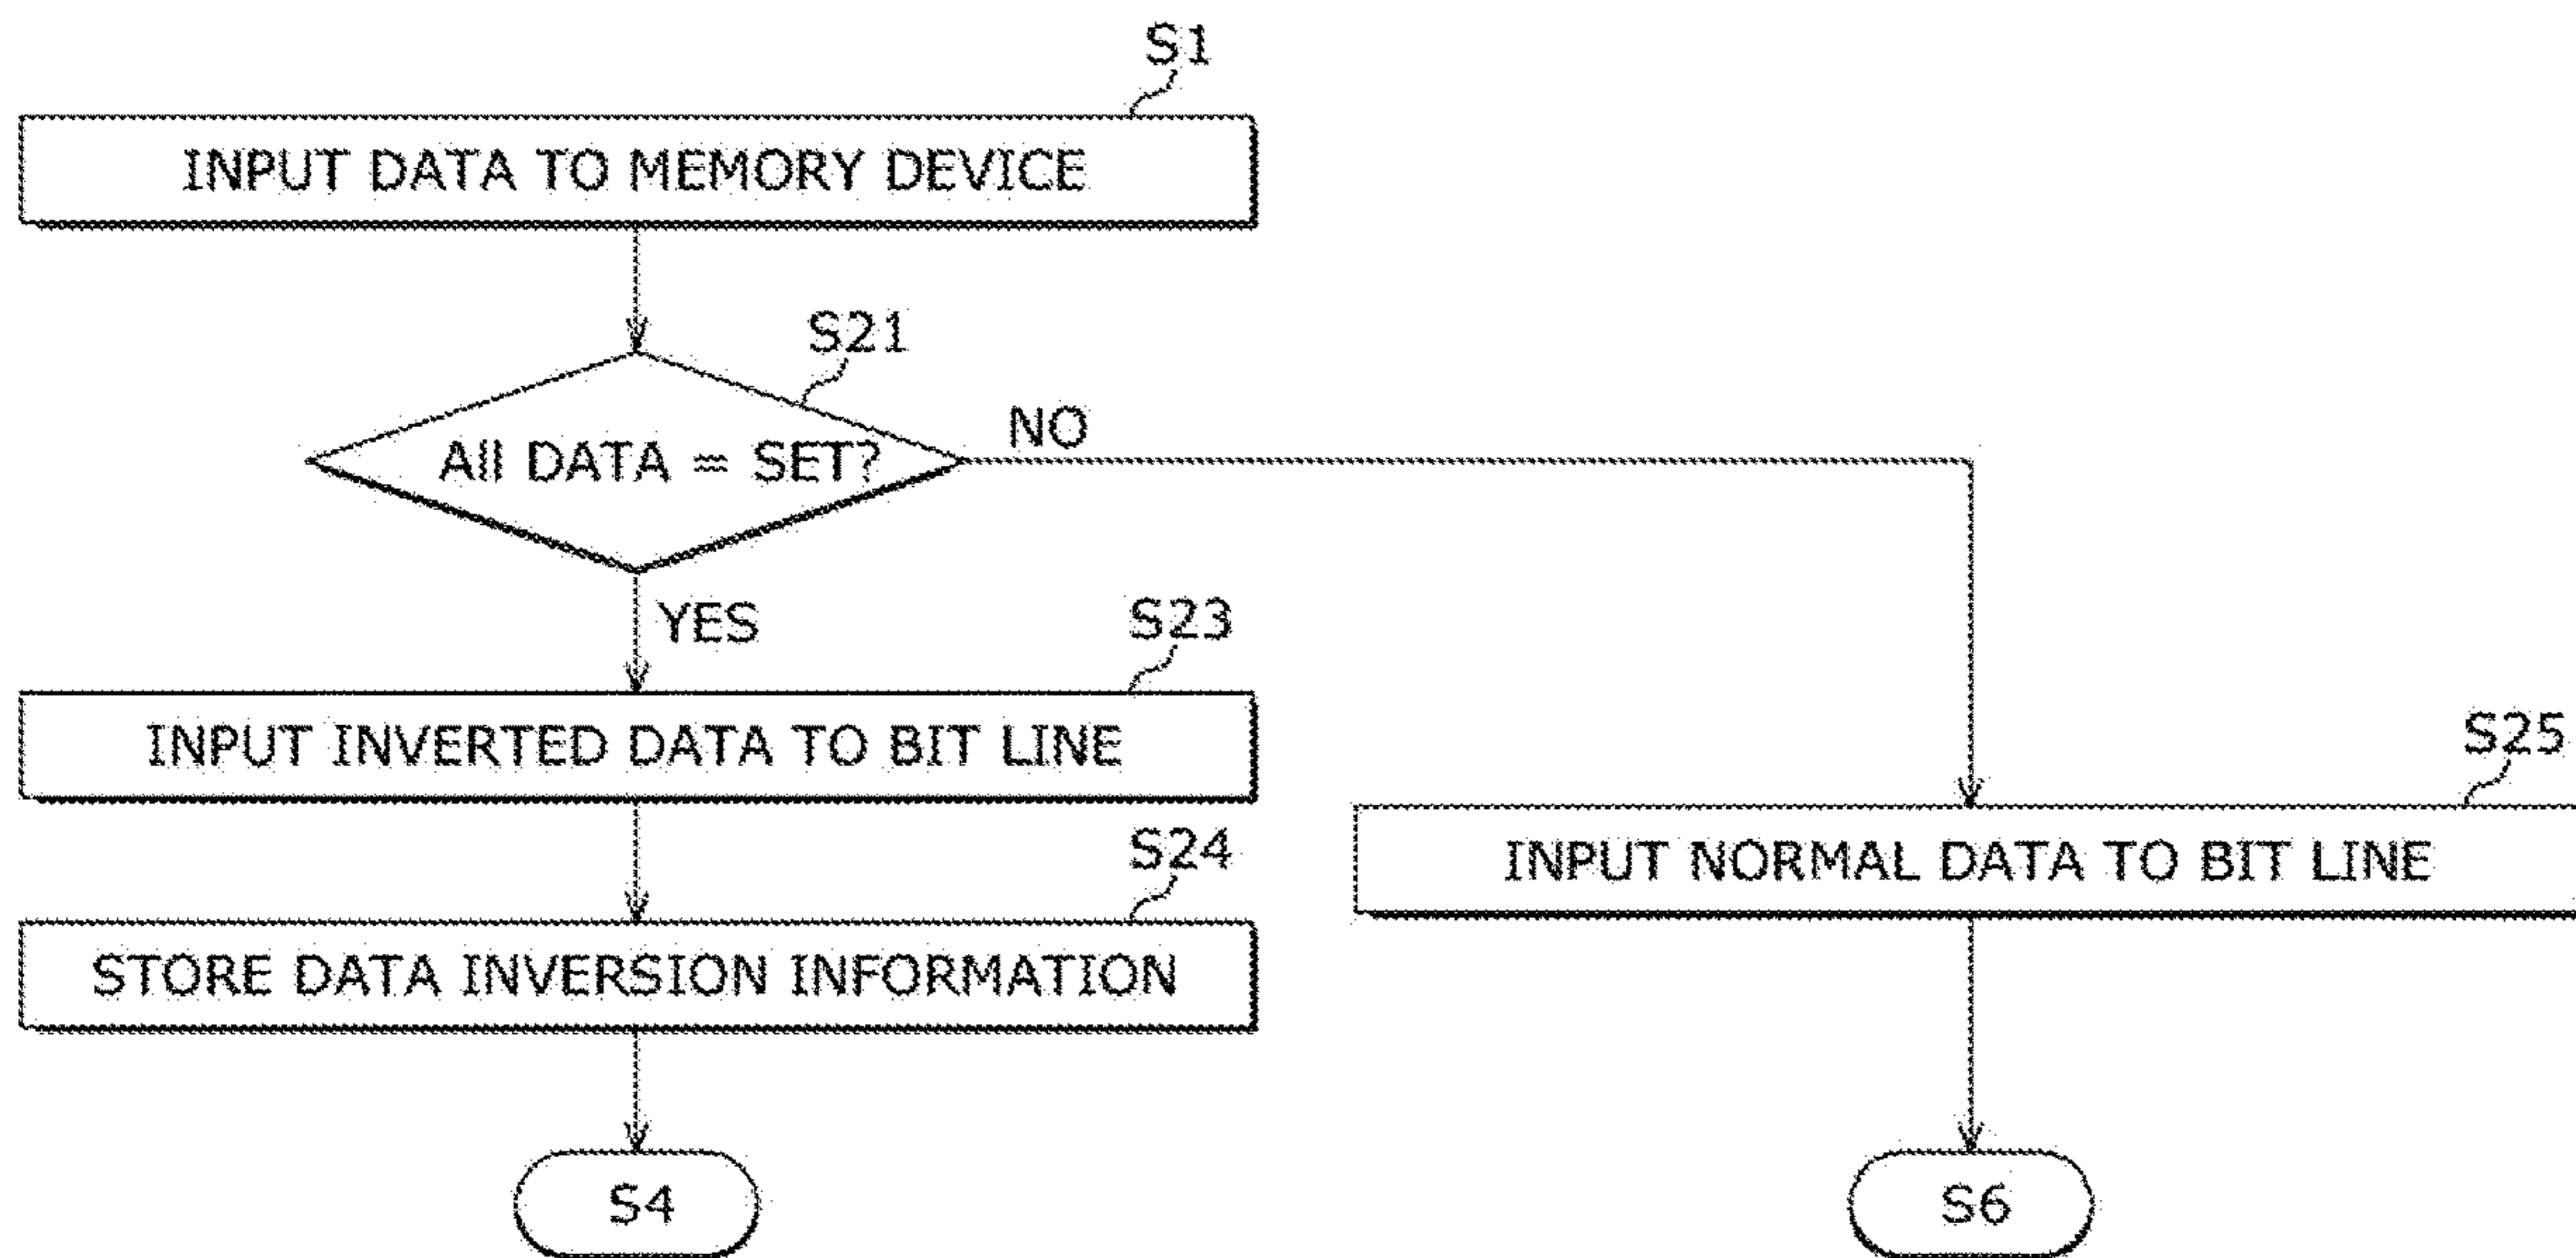 S1
INPUT DATA TO MEMORY DEVICE
S21
All DATA = SET?
NO
YES
S23
INPUT INVERTED DATA TO BIT LINE
S25
INPUT NORMAL DATA TO BIT LINE
S24
STORE DATA INVERSION INFORMATION
S4
S6